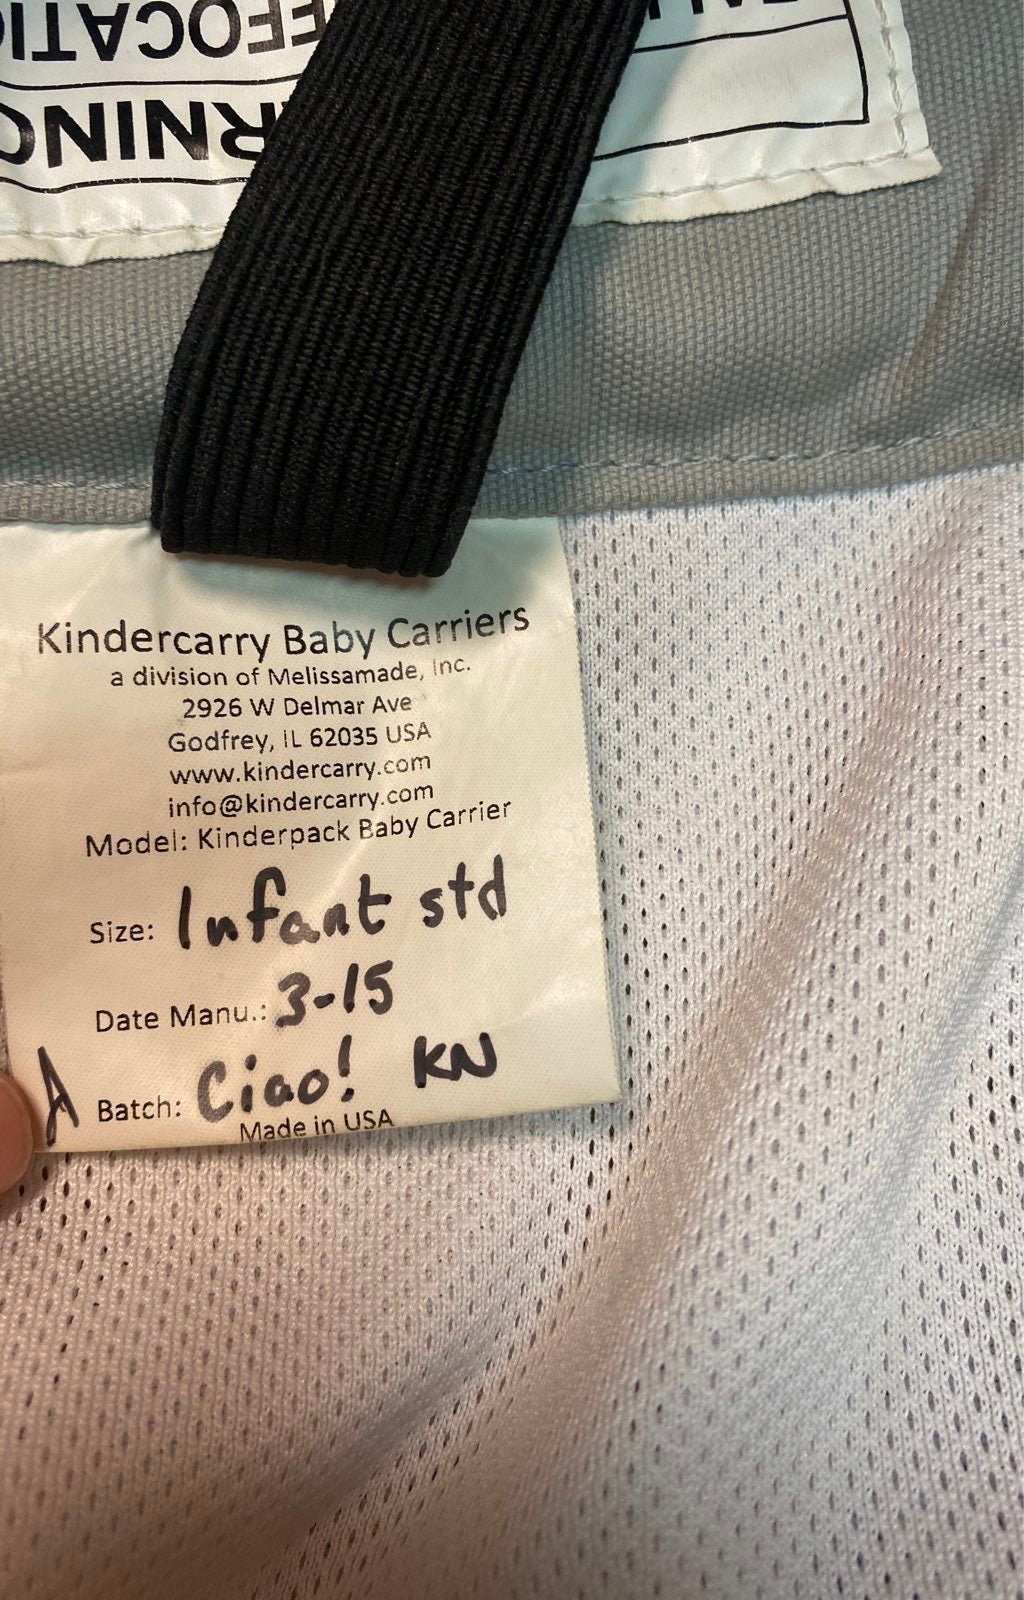 Kindercarry Baby Carriers
a division of Melissamade, Inc.
2926 W Delmar Ave
Godfrey, IL 62035 USA
www.kindercarry.com
info@kindercarry.com
Model: Kinderpack Baby Carrier
Size: Infant std
Date Manu.: 3-15
A Batch: Ciao! KN
Made in USA